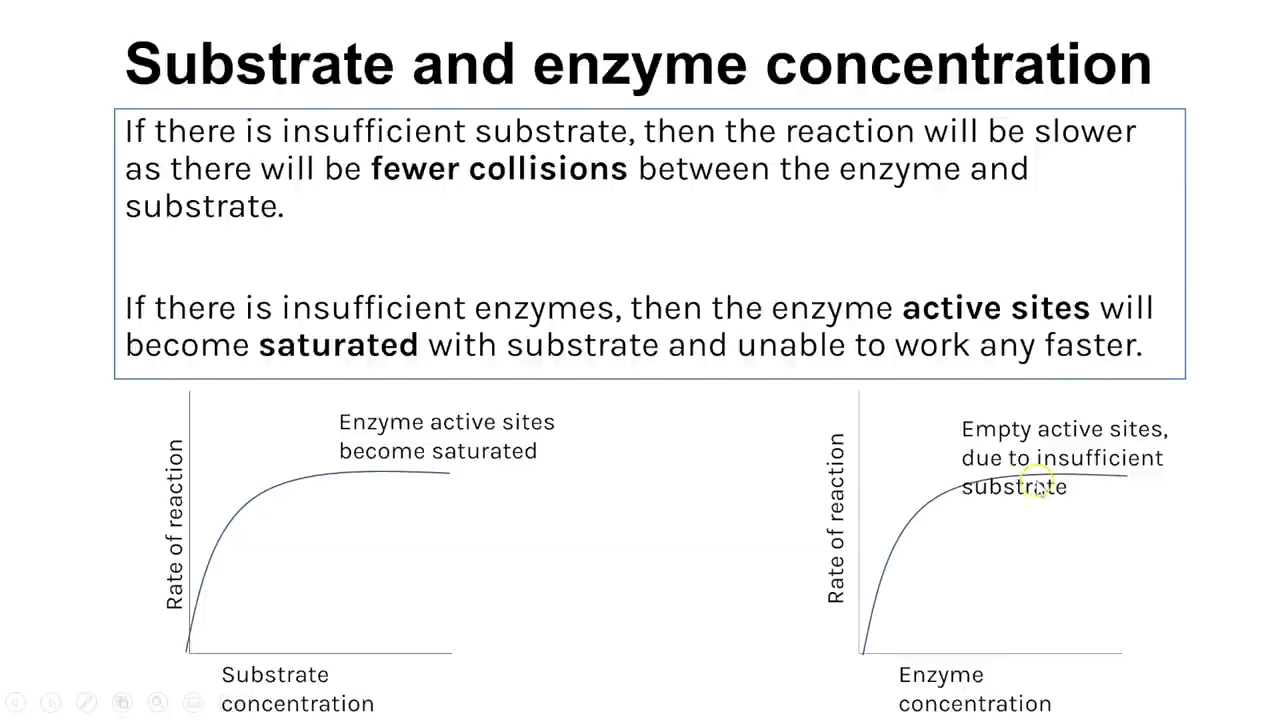 Substrate and enzyme concentration
If there is insufficient substrate, then the reaction will be slower
as there will be fewer collisions between the enzyme and
substrate.
If there is insufficient enzymes, then the enzyme active sites will
become saturated with substrate and unable to work any faster.
Rate of reaction
Enzyme active sites
become saturated
Substrate
concentration
Rate of reaction
Empty active sites,
due to insufficient
substrate
Enzyme
concentration